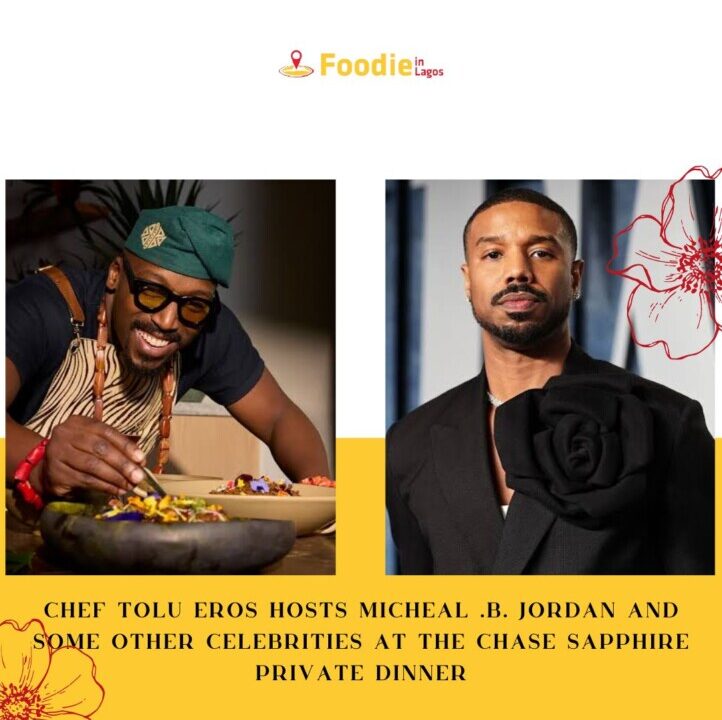 Foodie in Lagos
CHEF TOLU EROS HOSTS MICHEAL .B. JORDAN AND
SOME OTHER CELEBRITIES AT THE CHASE SAPPHIRE
PRIVATE DINNER